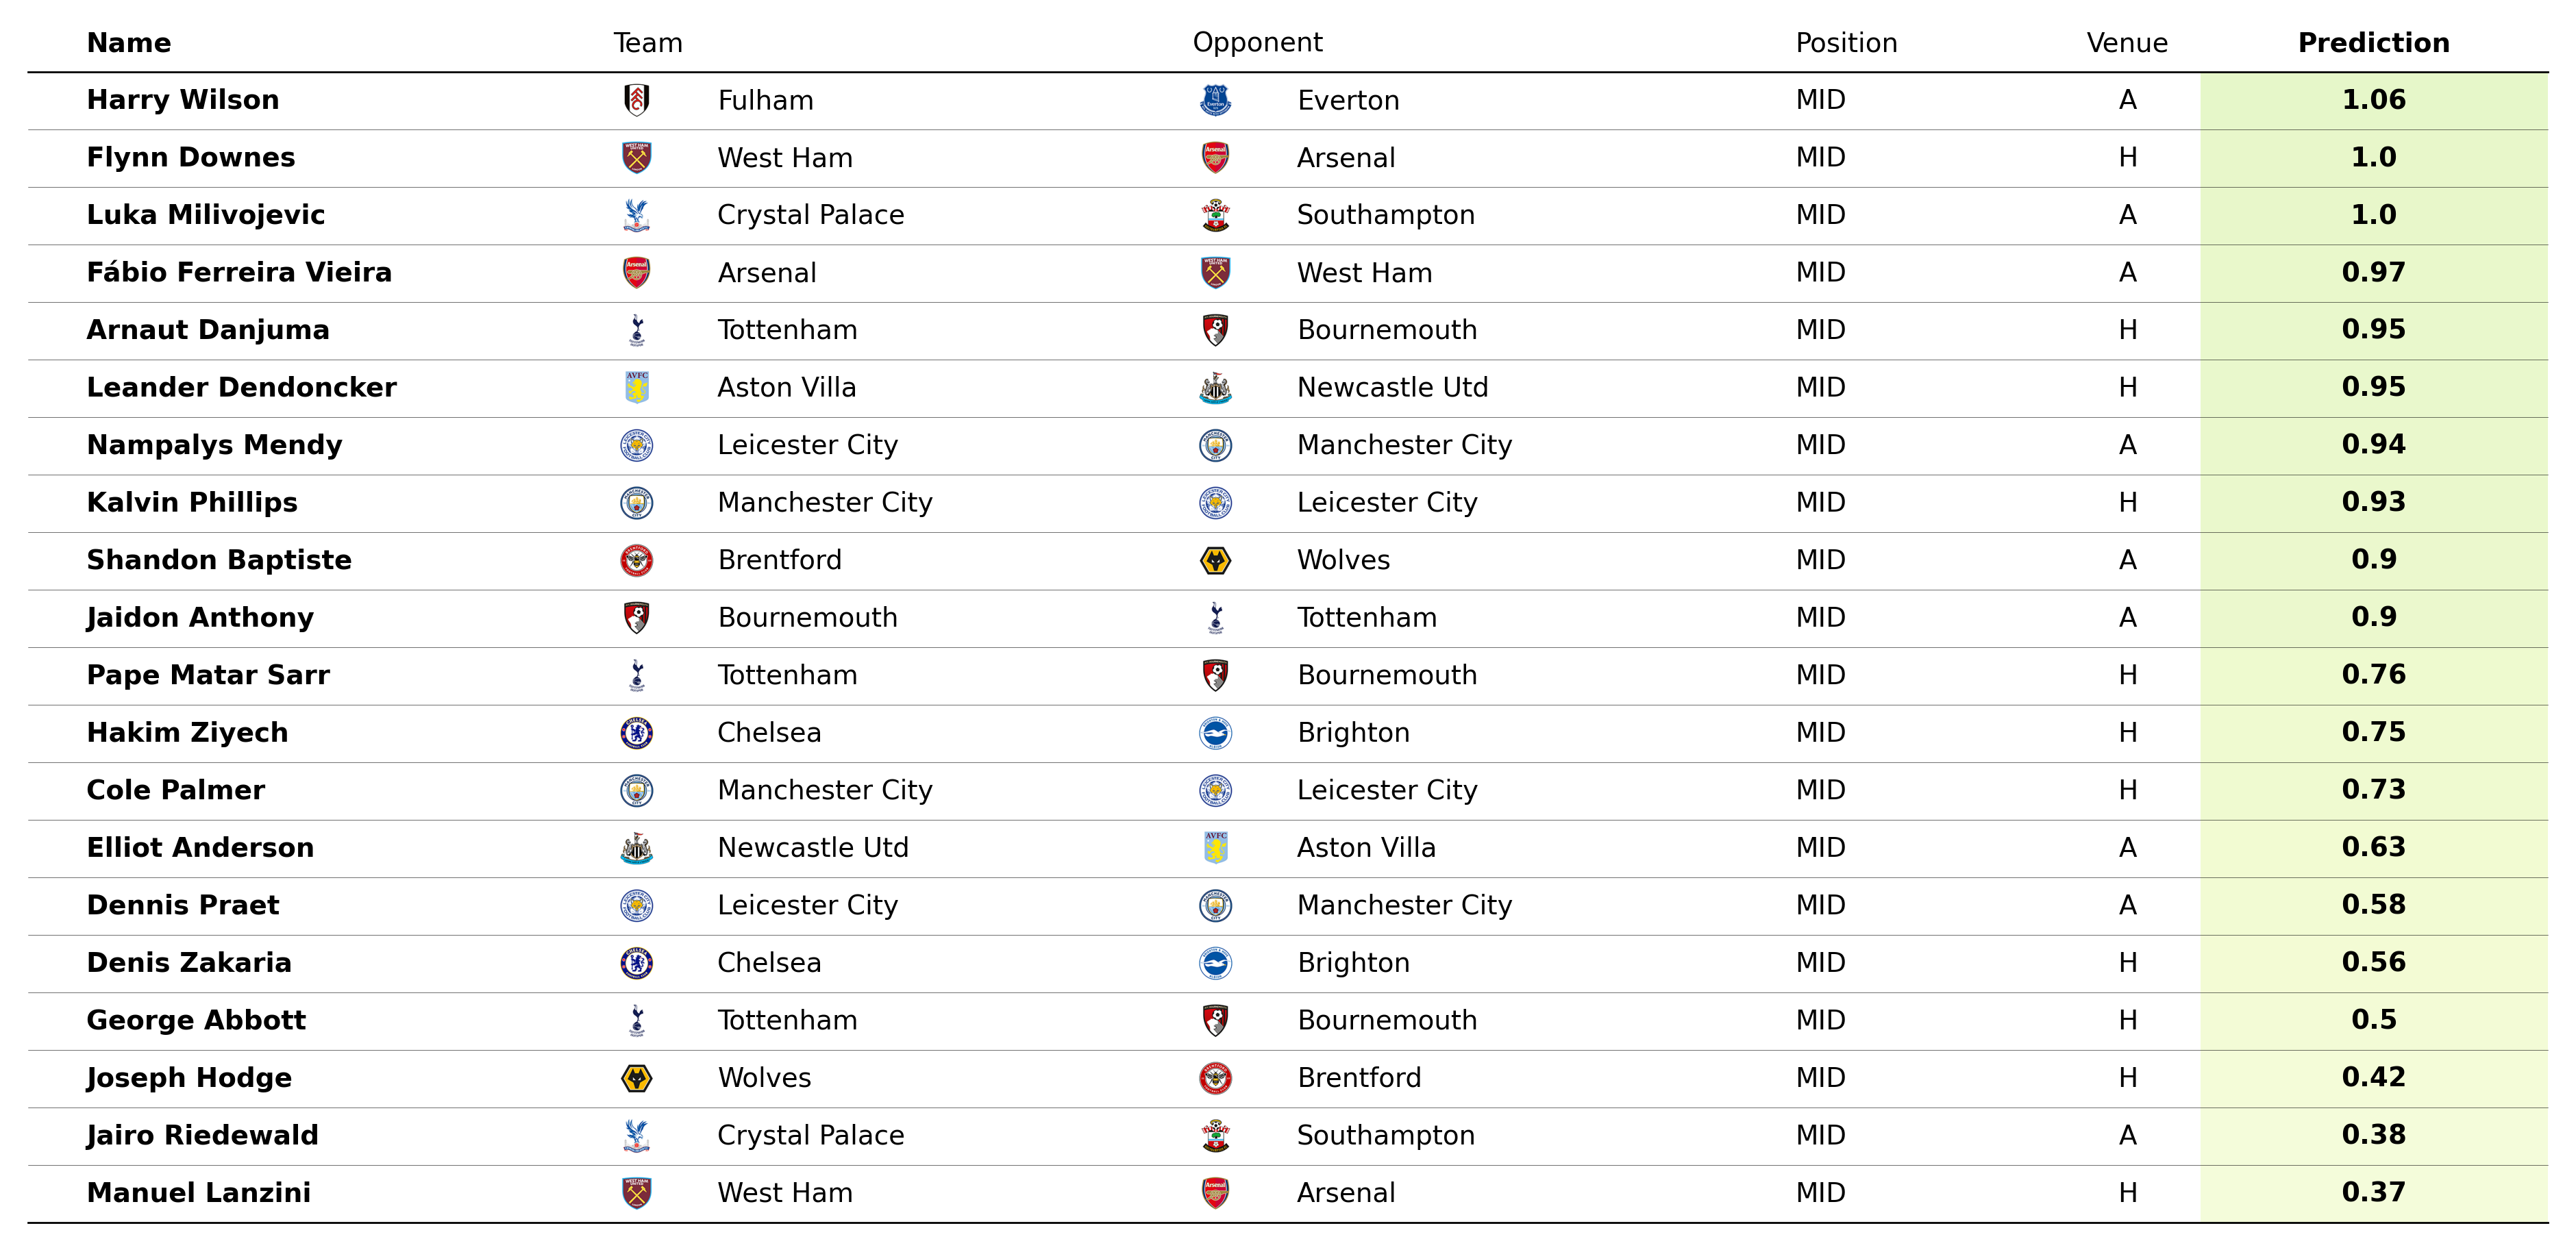 Name Team Opponent Position Venue Prediction
Harry Wilson Fulham Everton MID A 1.06
Flynn Downes West Ham Arsenal MID H 1.0
Luka Milivojevic Crystal Palace Southampton MID A 1.0
Fábio Ferreira Vieira Arsenal West Ham MID A 0.97
Arnaut Danjuma Tottenham Bournemouth MID H 0.95
Leander Dendoncker Aston Villa Newcastle Utd MID H 0.95
Nampalys Mendy Leicester City Manchester City MID A 0.94
Kalvin Phillips Manchester City Leicester City MID H 0.93
Shandon Baptiste Brentford Wolves MID A 0.9
Jaidon Anthony Bournemouth Tottenham MID A 0.9
Pape Matar Sarr Tottenham Bournemouth MID H 0.76
Hakim Ziyech Chelsea Brighton MID H 0.75
Cole Palmer Manchester City Leicester City MID H 0.73
Elliot Anderson Newcastle Utd Aston Villa MID A 0.63
Dennis Praet Leicester City Manchester City MID A 0.58
Denis Zakaria Chelsea Brighton MID H 0.56
George Abbott Tottenham Bournemouth MID H 0.5
Joseph Hodge Wolves Brentford MID H 0.42
Jairo Riedewald Crystal Palace Southampton MID A 0.38
Manuel Lanzini West Ham Arsenal MID H 0.37